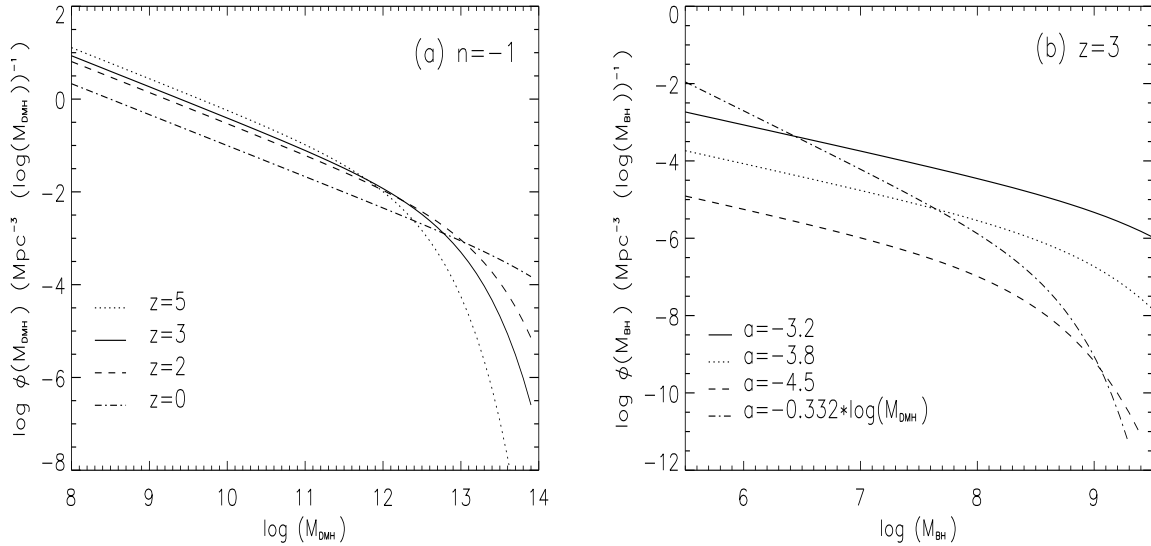 log φ(M_DMH) (Mpc⁻³ (log(M_DMH))⁻¹)
2
0
−2
−4
−6
−8
(a) n=−1
z=5
z=3
z=2
z=0
8 9 10 11 12 13 14
log (M_DMH)
log φ(M_BH) (Mpc⁻³ (log(M_BH))⁻¹)
0
−2
−4
−6
−8
−10
−12
(b) z=3
a=−3.2
a=−3.8
a=−4.5
a=−0.332*log(M_DMH)
6 7 8 9
log (M_BH)